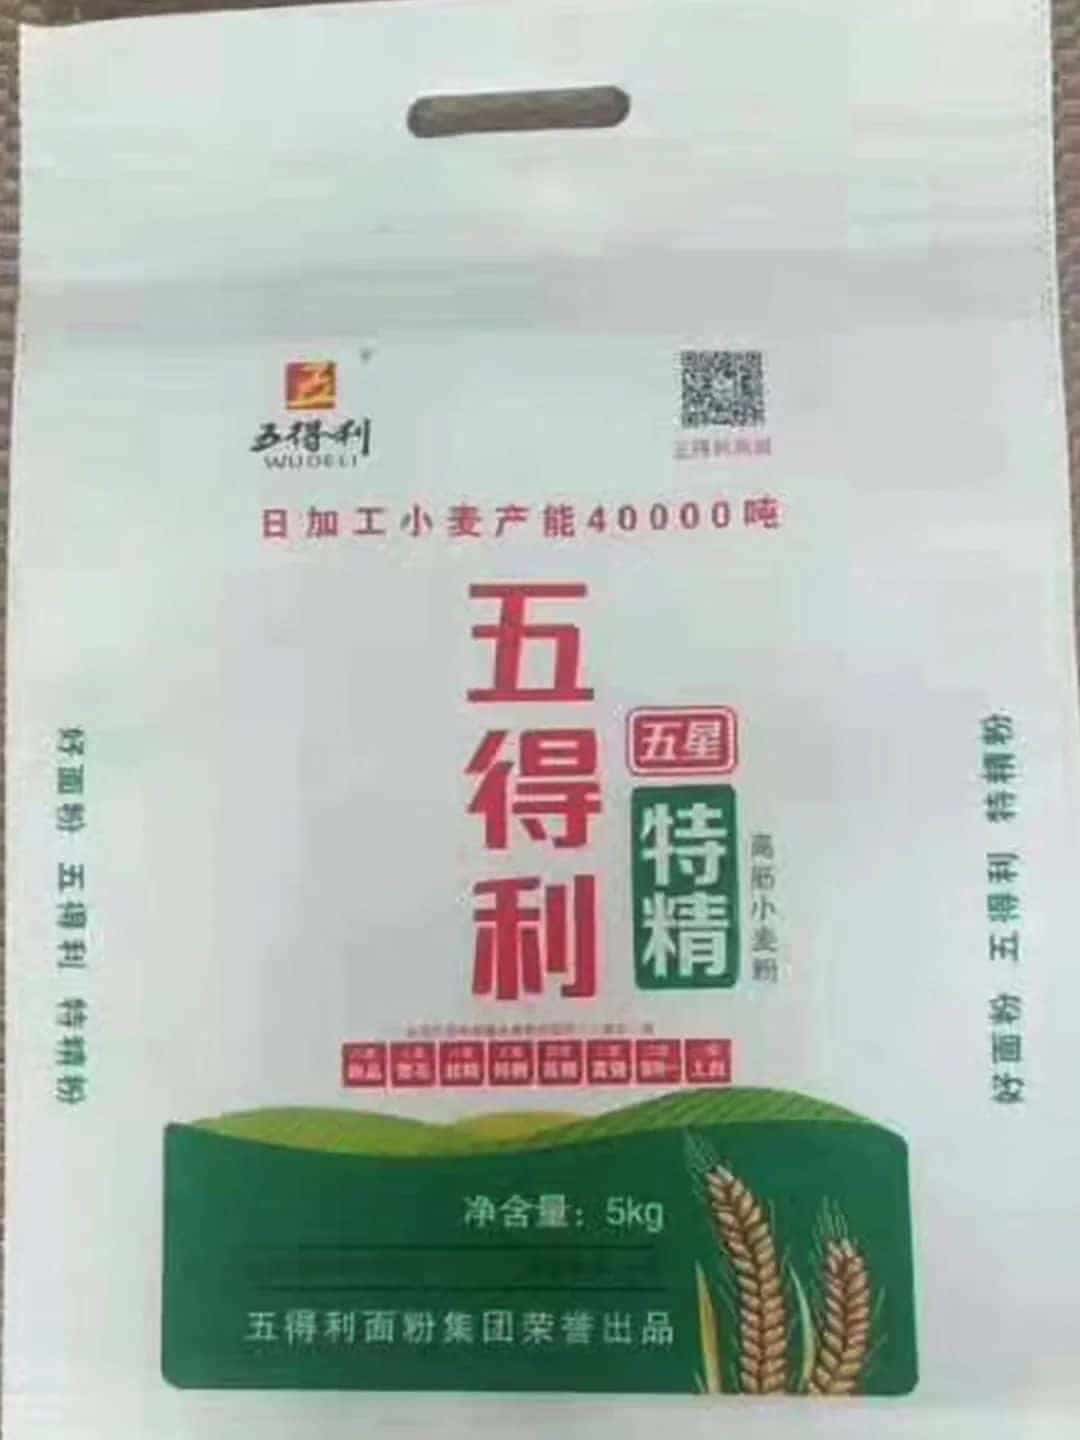 五得利
WUDELI
日加工小麦产能40000吨
五得利
五星
特精
高筋小麦粉
好面粉 五得利 特精粉
好面粉 五得利 特精粉
净含量：5kg
五得利面粉集团荣誉出品